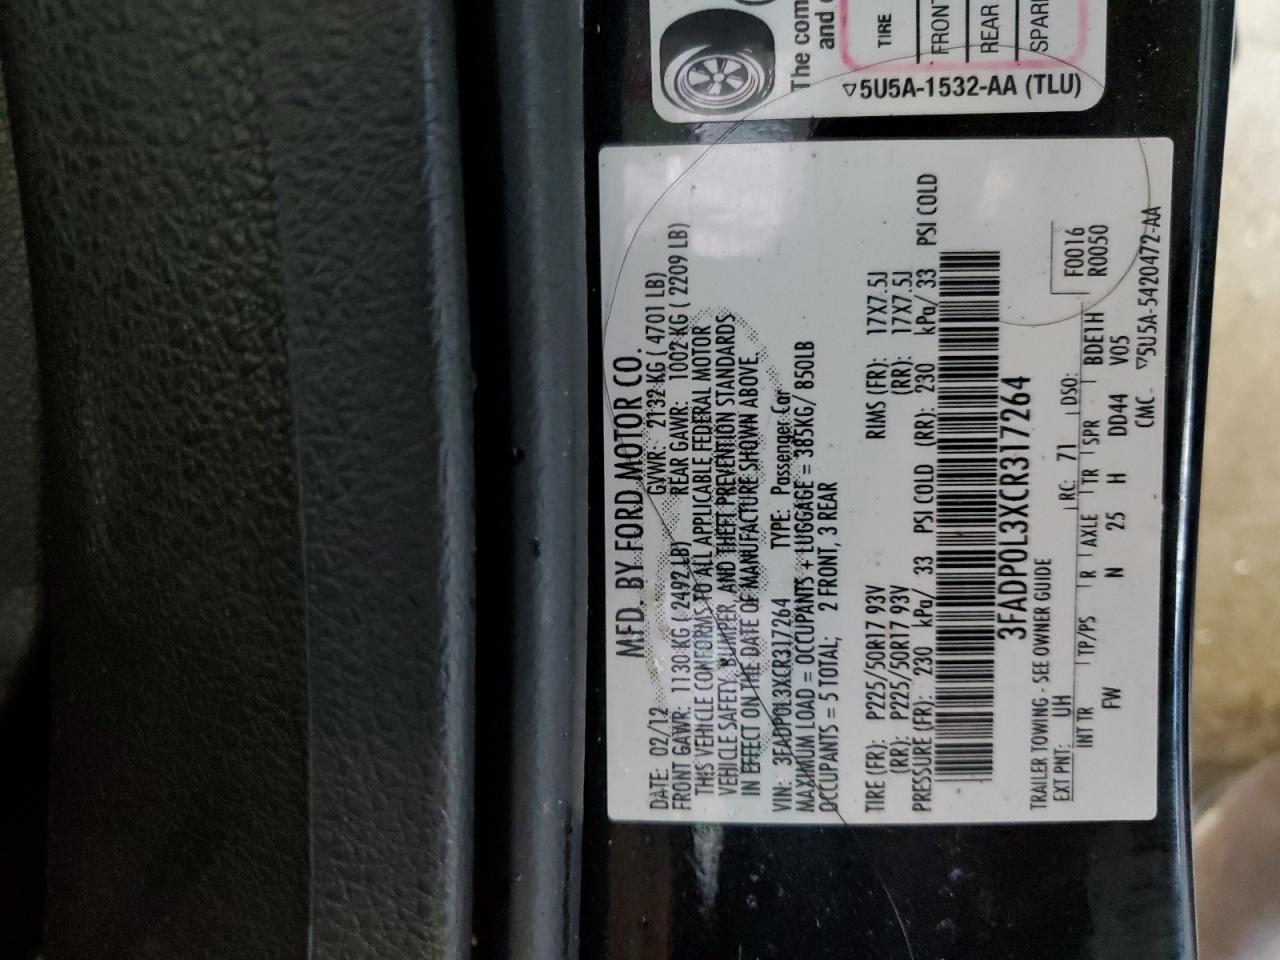 The com
and
TIRE
FRONT
REAR
SPAR
▽5U5A-1532-AA (TLU)
MFD. BY FORD MOTOR CO.
DATE: 02/12 GVWR: 2132 KG ( 4701 LB)
FRONT GAWR: 1130 KG ( 2492 LB) REAR GAWR: 1002 KG ( 2209 LB)
THIS VEHICLE CONFORMS TO ALL APPLICABLE FEDERAL MOTOR
VEHICLE SAFETY, BUMPER, AND THEFT PREVENTION STANDARDS
IN EFFECT ON THE DATE OF MANUFACTURE SHOWN ABOVE.
VIN: 3FADP0L3XCR317264 TYPE: Passenger Car
MAXIMUM LOAD = OCCUPANTS + LUGGAGE = 385KG/ 850LB
OCCUPANTS = 5 TOTAL; 2 FRONT, 3 REAR
TIRE (FR): P225/50R17 93V RIMS (FR): 17X7.5J
(RR): P225/50R17 93V (RR): 17X7.5J
PRESSURE (FR): 230 kPa/ 33 PSI COLD (RR): 230 kPa/ 33 PSI COLD
3FADP0L3XCR317264
TRAILER TOWING - SEE OWNER GUIDE
EXT PNT: UH RC: 71 DSO: F0016
R0050
INT TR TP/PS R AXLE TR SPR BDE1H
FW N 25 H DD44 V05
CMC ▽5U5A-5420472-AA